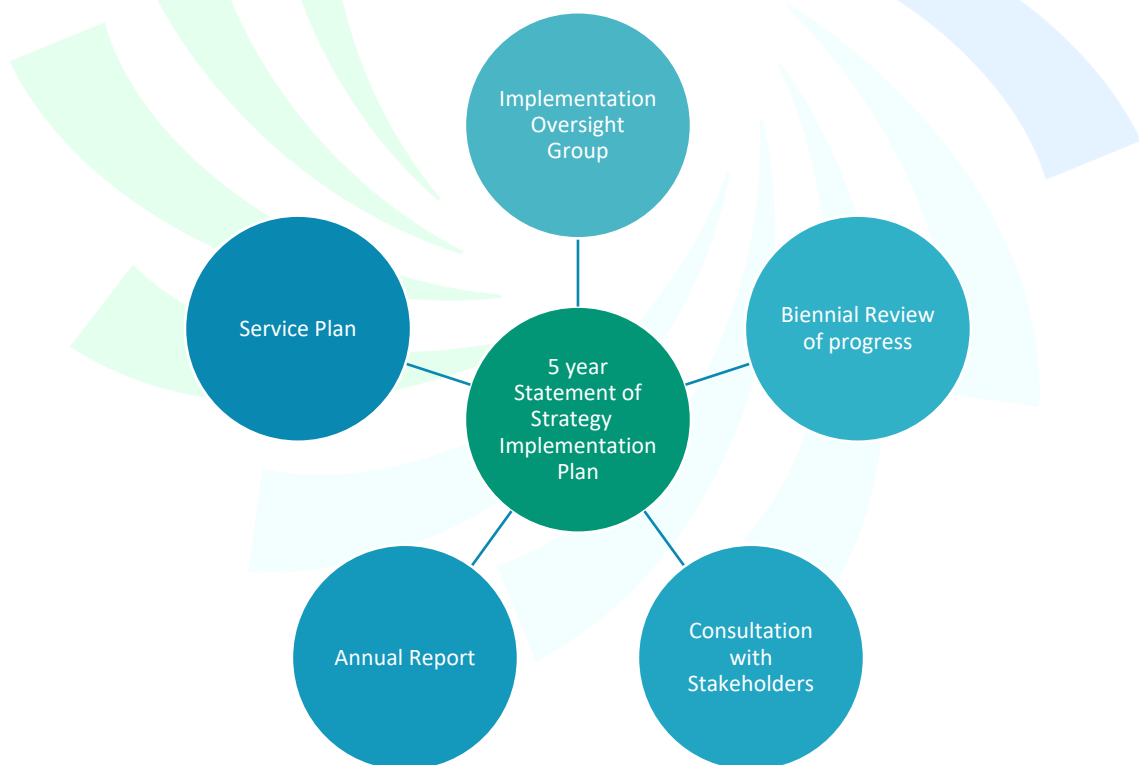 Implementation
Oversight
Group
Biennial Review
of progress
Consultation
with
Stakeholders
Annual Report
Service Plan
5 year
Statement of
Strategy
Implementation
Plan